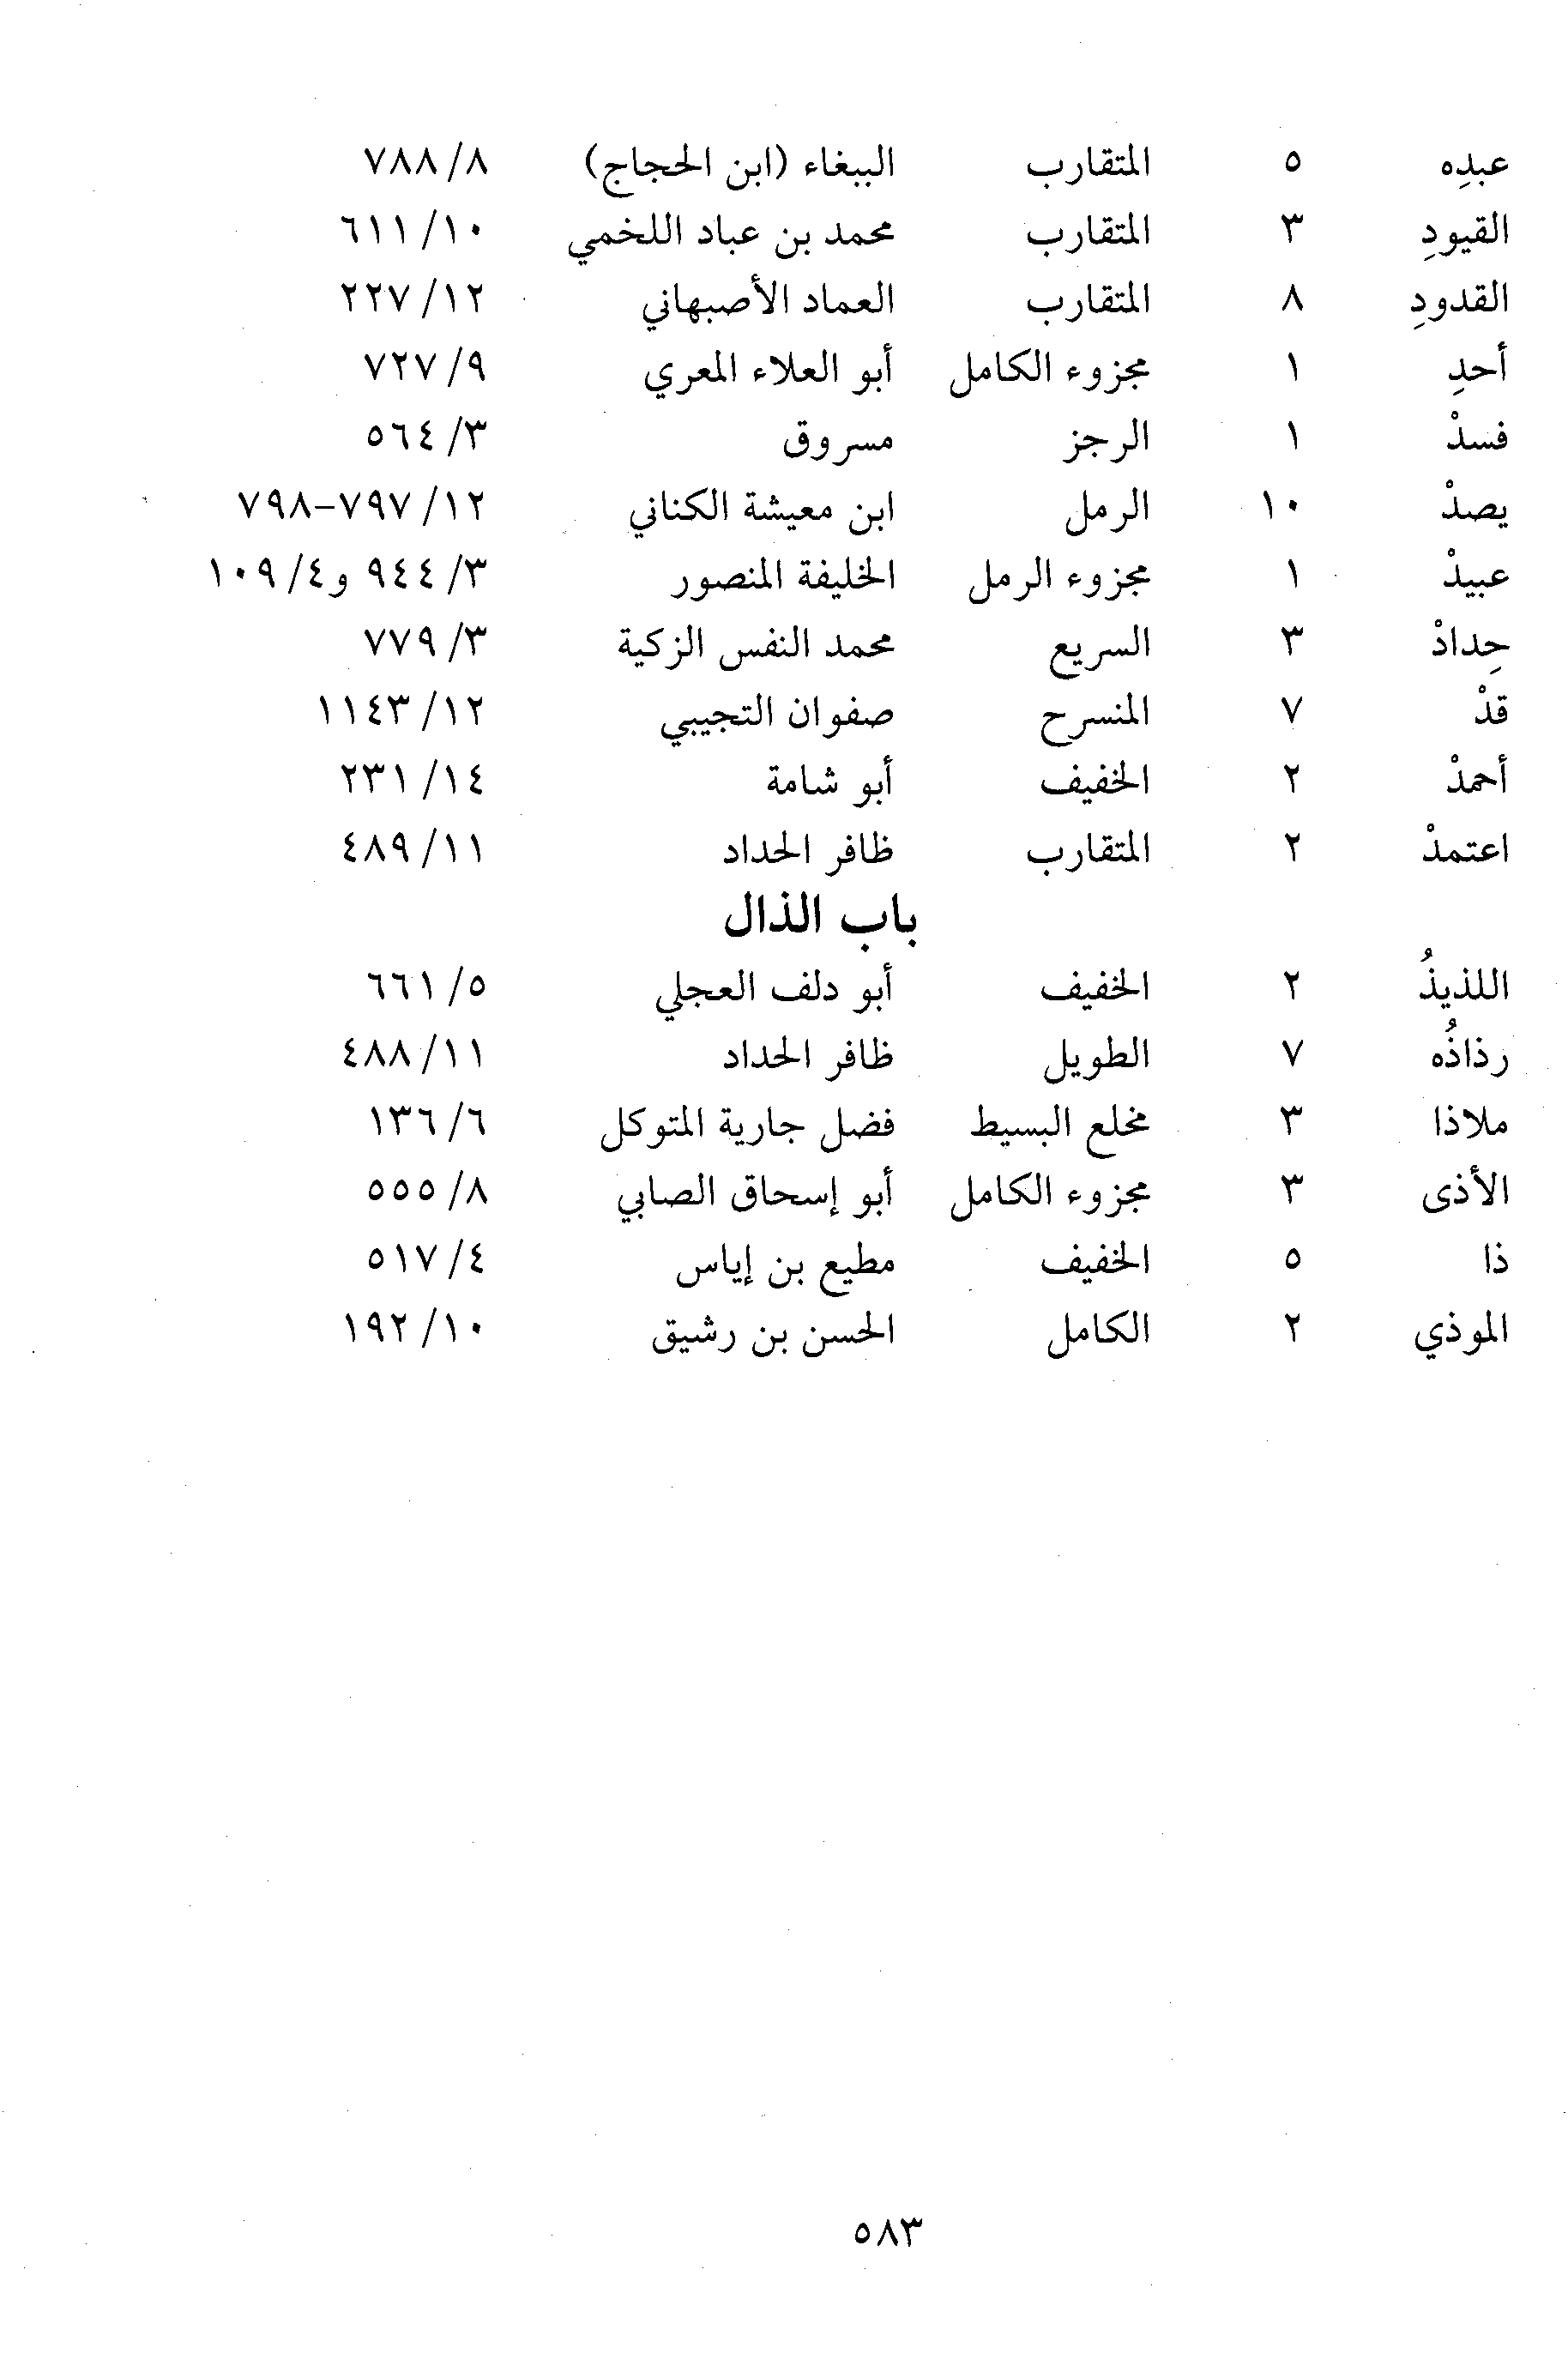 عبدِه ٥ المتقارب الببغاء (ابن الحجاج) ٨/ ٧٨٨
القيودِ ٣ المتقارب محمد بن عباد اللخمي ١٠/ ٦١١
القدودِ ٨ المتقارب العماد الأصبهاني ١٢/ ٢٢٧
أحدِ ١ مجزوء الكامل أبو العلاء المعري ٩/ ٧٢٧
فسدْ ١ الرجز مسروق ٣/ ٥٦٤
يصدْ ١٠ الرمل ابن معيشة الكناني ١٢/ ٧٩٧-٧٩٨
عبيدْ ١ مجزوء الرمل الخليفة المنصور ٣/ ٩٤٤ و٤/ ١٠٩
حِدادْ ٣ السريع محمد النفس الزكية ٣/ ٧٧٩
قدْ ٧ المنسرح صفوان التجيبي ١٢/ ١١٤٣
أحمدْ ٢ الخفيف أبو شامة ١٤/ ٢٣١
اعتمدْ ٢ المتقارب ظافر الحداد ١١/ ٤٨٩
باب الذال
اللذيذُ ٢ الخفيف أبو دلف العجلي ٥/ ٦٦١
رذاذُه ٧ الطويل ظافر الحداد ١١/ ٤٨٨
ملاذا ٣ مخلع البسيط فضل جارية المتوكل ٦/ ١٣٦
الأذى ٣ مجزوء الكامل أبو إسحاق الصابي ٨/ ٥٥٥
ذا ٥ الخفيف مطيع بن إياس ٤/ ٥١٧
الموذي ٢ الكامل الحسن بن رشيق ١٠/ ١٩٢
٥٨٣